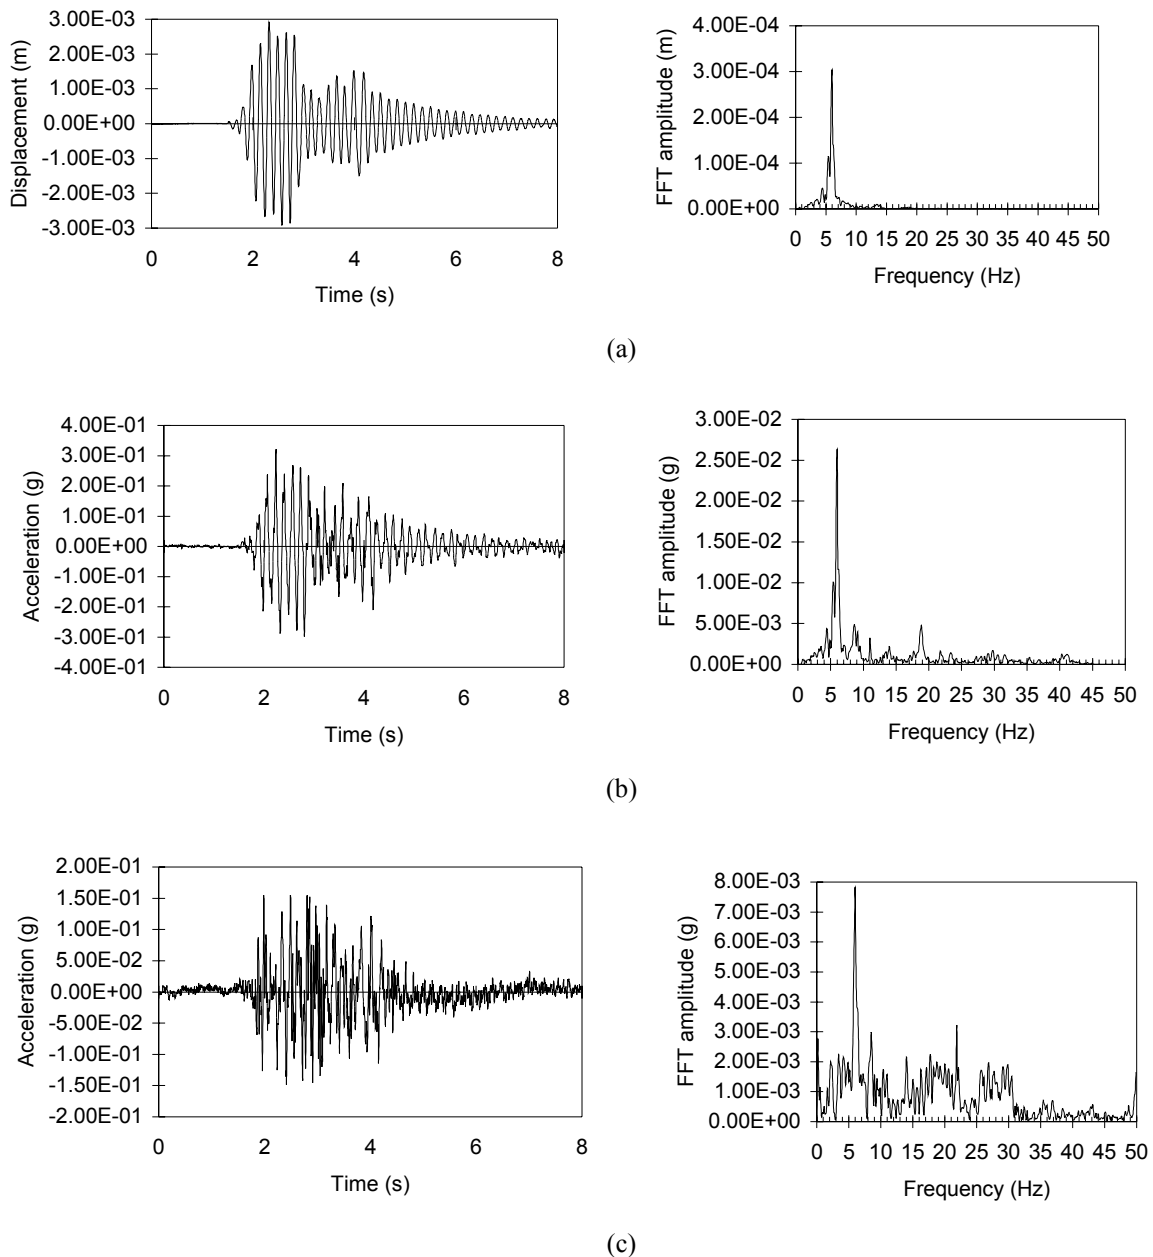 3.00E-03
2.00E-03
1.00E-03
0.00E+00
-1.00E-03
-2.00E-03
-3.00E-03
Displacement (m)
0 2 4 6 8
Time (s)
4.00E-04
3.00E-04
2.00E-04
1.00E-04
0.00E+00
FFT amplitude (m)
0 5 10 15 20 25 30 35 40 45 50
Frequency (Hz)
(a)
4.00E-01
3.00E-01
2.00E-01
1.00E-01
0.00E+00
-1.00E-01
-2.00E-01
-3.00E-01
-4.00E-01
Acceleration (g)
0 2 4 6 8
Time (s)
3.00E-02
2.50E-02
2.00E-02
1.50E-02
1.00E-02
5.00E-03
0.00E+00
FFT amplitude (g)
0 5 10 15 20 25 30 35 40 45 50
Frequency (Hz)
(b)
2.00E-01
1.50E-01
1.00E-01
5.00E-02
0.00E+00
-5.00E-02
-1.00E-01
-1.50E-01
-2.00E-01
Acceleration (g)
0 2 4 6 8
Time (s)
8.00E-03
7.00E-03
6.00E-03
5.00E-03
4.00E-03
3.00E-03
2.00E-03
1.00E-03
0.00E+00
FFT amplitude (g)
0 5 10 15 20 25 30 35 40 45 50
Frequency (Hz)
(c)